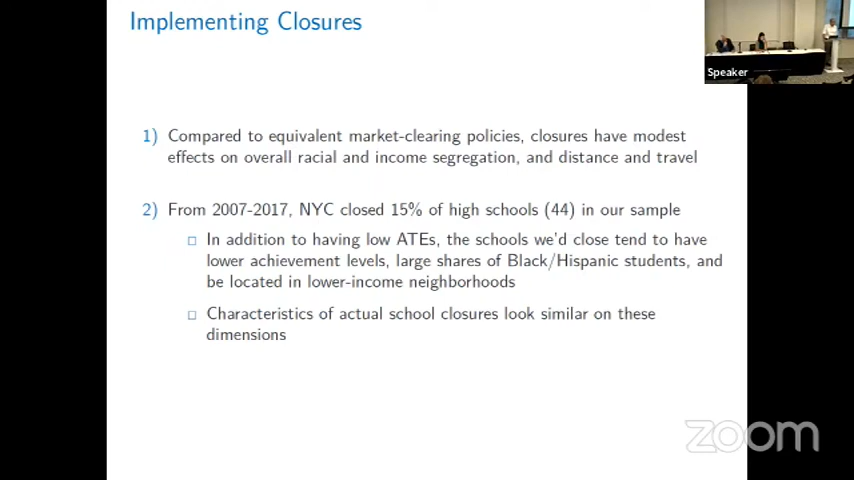 Implementing Closures
Speaker
1) Compared to equivalent market-clearing policies, closures have modest
effects on overall racial and income segregation, and distance and travel
2) From 2007-2017, NYC closed 15% of high schools (44) in our sample
In addition to having low ATEs, the schools we'd close tend to have
lower achievement levels, large shares of Black/Hispanic students, and
be located in lower-income neighborhoods
Characteristics of actual school closures look similar on these
dimensions
zoom